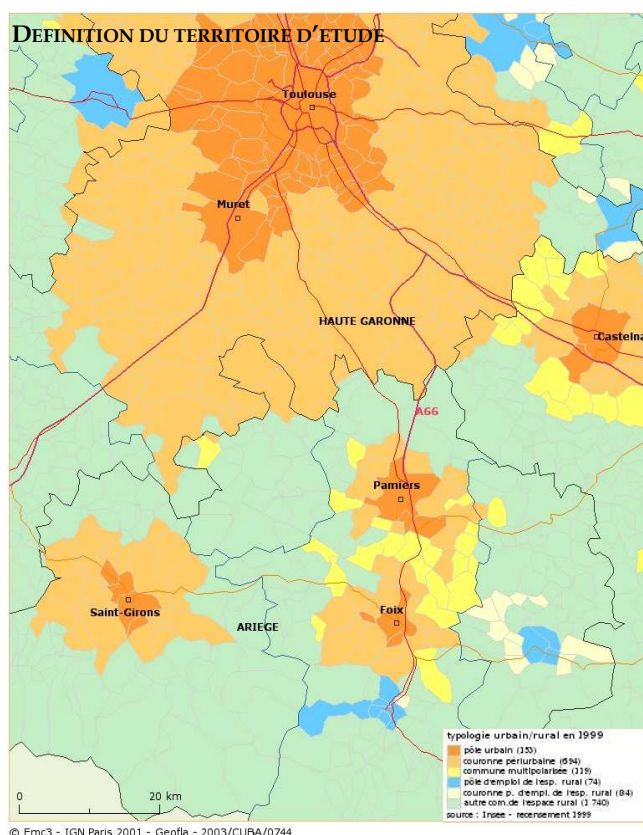 DEFINITION DU TERRITOIRE D'ETUDE
Toulouse
Muret
HAUTE GARONNE
Castelna
A66
Pamiers
Saint-Girons
Foix
ARIEGE
typologie urbain/rural en 1999
pôle urbain (153)
couronne périurbaine (694)
commune multipolarisée (119)
pôle d'emploi de l'esp. rural (74)
couronne p. d'empl. de l'esp. rural (84)
autre com.de l'espace rural (1 740)
source : Insee - recensement 1999
0 20 km
© Emc3 - IGN Paris 2001 - Geofla - 2003/CUBA/0744